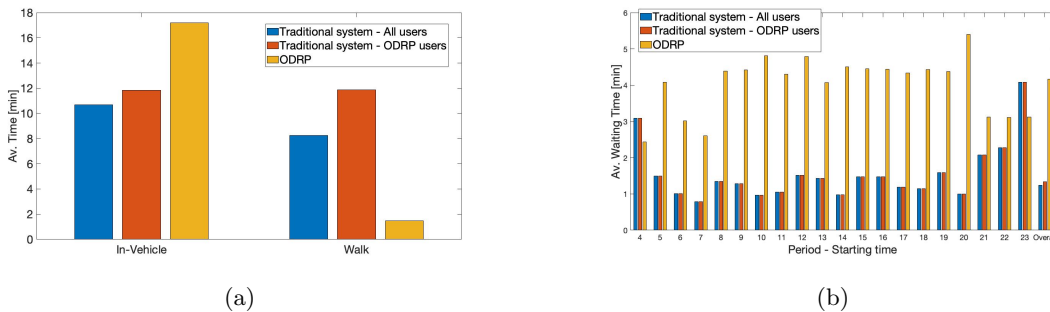 18
16
14
12
10
8
6
4
2
0
Av. Time [min]
Traditional system - All users
Traditional system - ODRP users
ODRP
In-Vehicle
Walk
(a)
6
5
4
3
2
1
0
Av. Waiting Time [min]
Traditional system - All users
Traditional system - ODRP users
ODRP
4 5 6 7 8 9 10 11 12 13 14 15 16 17 18 19 20 21 22 23 Overa
Period - Starting time
(b)